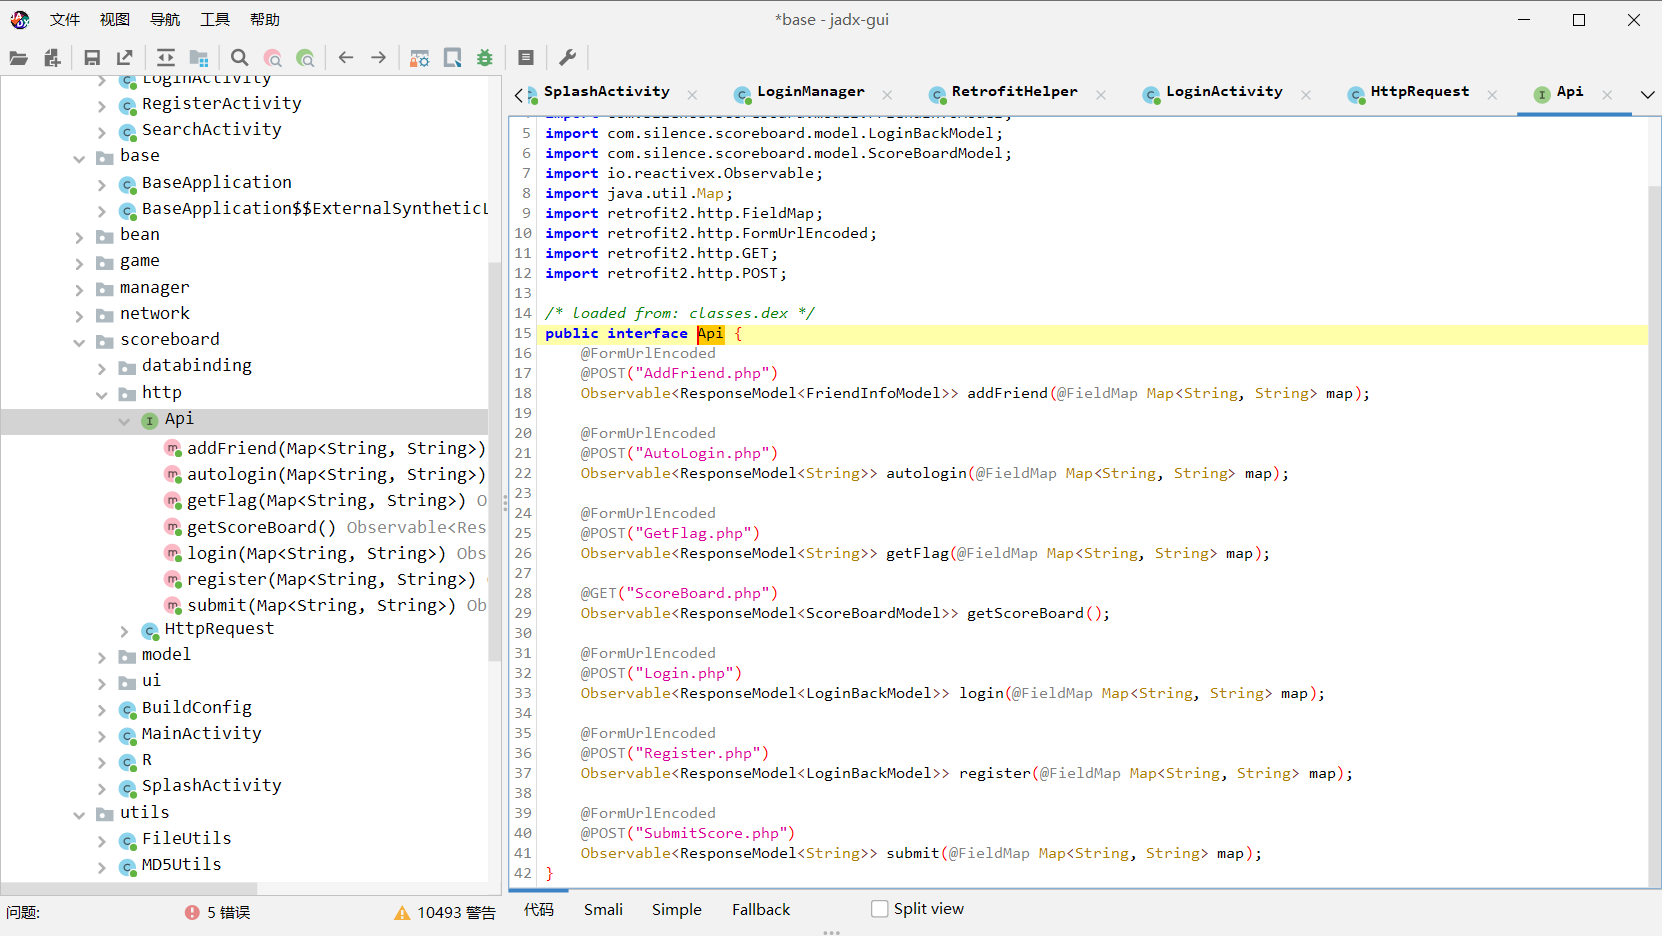 *base - jadx-gui
文件 视图 导航 工具 帮助
LoginActivity
RegisterActivity
SearchActivity
base
BaseApplication
BaseApplication$$ExternalSyntheticL
bean
game
manager
network
scoreboard
databinding
http
Api
addFriend(Map<String, String>)
autologin(Map<String, String>)
getFlag(Map<String, String>) O
getScoreBoard() Observable<Res
login(Map<String, String>) Obs
register(Map<String, String>)
submit(Map<String, String>) Ob
HttpRequest
model
ui
BuildConfig
MainActivity
R
SplashActivity
utils
FileUtils
MD5Utils
SplashActivity LoginManager RetrofitHelper LoginActivity HttpRequest Api
import com.silence.scoreboard.model.FriendInfoModel;
5 import com.silence.scoreboard.model.LoginBackModel;
6 import com.silence.scoreboard.model.ScoreBoardModel;
7 import io.reactivex.Observable;
8 import java.util.Map;
9 import retrofit2.http.FieldMap;
10 import retrofit2.http.FormUrlEncoded;
11 import retrofit2.http.GET;
12 import retrofit2.http.POST;
13
14 /* loaded from: classes.dex */
15 public interface Api {
16 @FormUrlEncoded
17 @POST("AddFriend.php")
18 Observable<ResponseModel<FriendInfoModel>> addFriend(@FieldMap Map<String, String> map);
19
20 @FormUrlEncoded
21 @POST("AutoLogin.php")
22 Observable<ResponseModel<String>> autologin(@FieldMap Map<String, String> map);
23
24 @FormUrlEncoded
25 @POST("GetFlag.php")
26 Observable<ResponseModel<String>> getFlag(@FieldMap Map<String, String> map);
27
28 @GET("ScoreBoard.php")
29 Observable<ResponseModel<ScoreBoardModel>> getScoreBoard();
30
31 @FormUrlEncoded
32 @POST("Login.php")
33 Observable<ResponseModel<LoginBackModel>> login(@FieldMap Map<String, String> map);
34
35 @FormUrlEncoded
36 @POST("Register.php")
37 Observable<ResponseModel<LoginBackModel>> register(@FieldMap Map<String, String> map);
38
39 @FormUrlEncoded
40 @POST("SubmitScore.php")
41 Observable<ResponseModel<String>> submit(@FieldMap Map<String, String> map);
42 }
问题: 5 错误 10493 警告
代码 Smali Simple Fallback Split view